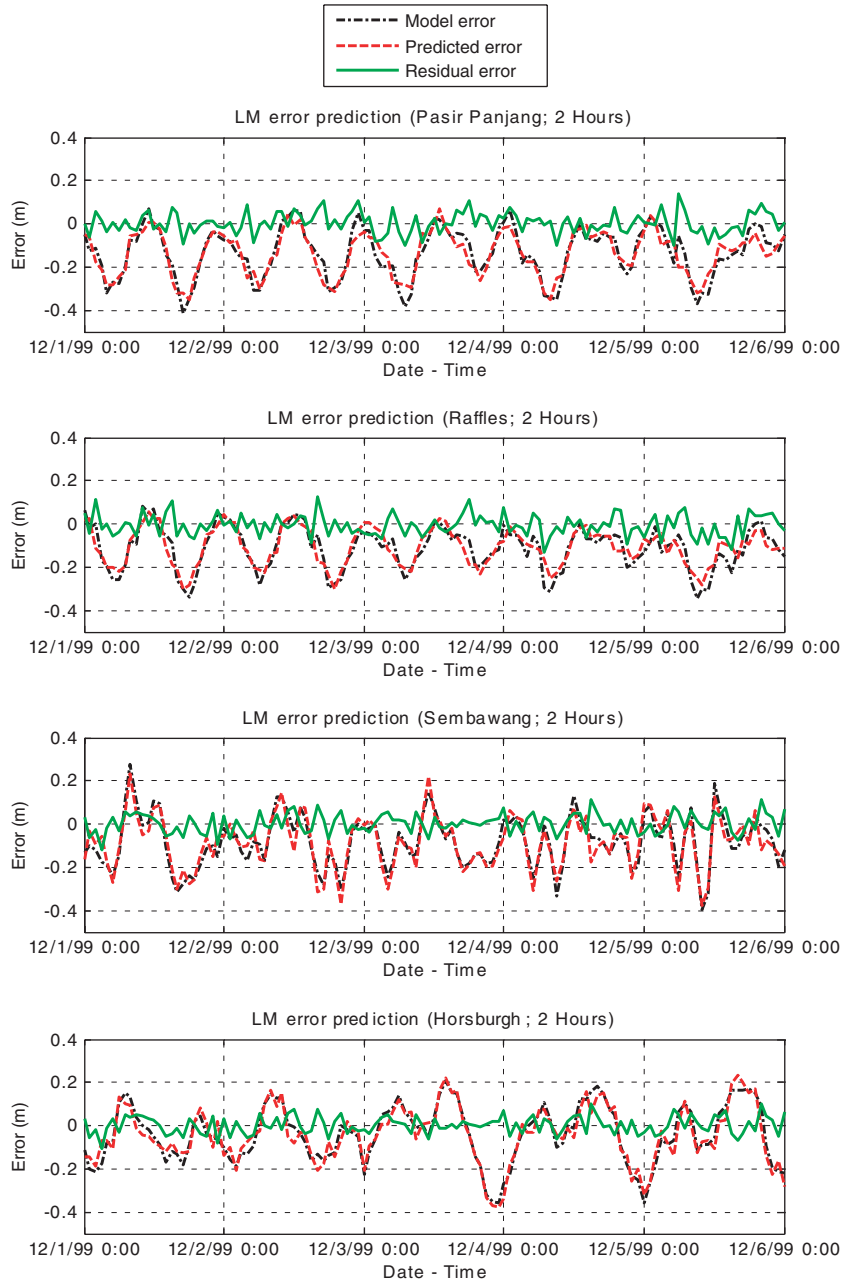 Model error
Predicted error
Residual error
LM error prediction (Pasir Panjang; 2 Hours)
0.4
0.2
0
-0.2
-0.4
Error (m)
12/1/99 0:00 12/2/99 0:00 12/3/99 0:00 12/4/99 0:00 12/5/99 0:00 12/6/99 0:00
Date - Time
LM error prediction (Raffles; 2 Hours)
0.4
0.2
0
-0.2
-0.4
Error (m)
12/1/99 0:00 12/2/99 0:00 12/3/99 0:00 12/4/99 0:00 12/5/99 0:00 12/6/99 0:00
Date - Time
LM error prediction (Sembawang; 2 Hours)
0.4
0.2
0
-0.2
-0.4
Error (m)
12/1/99 0:00 12/2/99 0:00 12/3/99 0:00 12/4/99 0:00 12/5/99 0:00 12/6/99 0:00
Date - Time
LM error prediction (Horsburgh; 2 Hours)
0.4
0.2
0
-0.2
-0.4
Error (m)
12/1/99 0:00 12/2/99 0:00 12/3/99 0:00 12/4/99 0:00 12/5/99 0:00 12/6/99 0:00
Date - Time